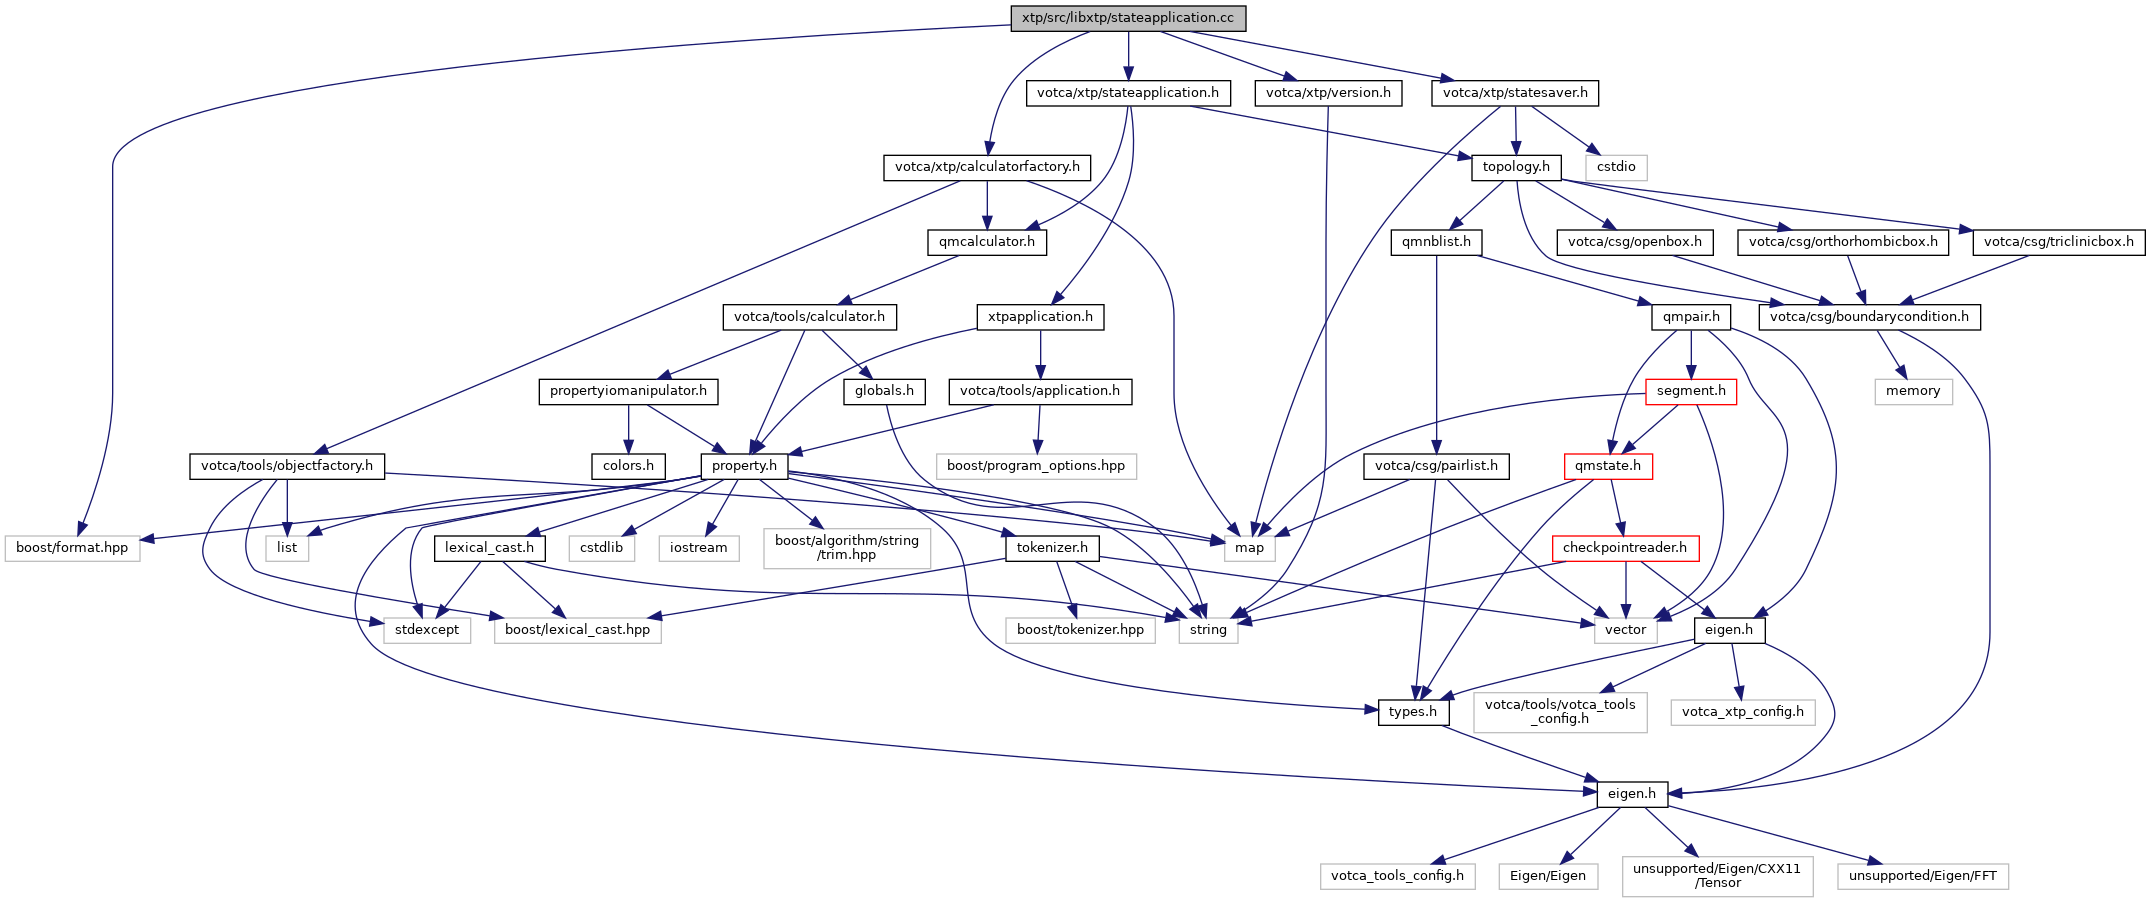 xtp/src/libxtp/stateapplication.cc
votca/xtp/stateapplication.h
votca/xtp/version.h
votca/xtp/statesaver.h
votca/xtp/calculatorfactory.h
topology.h
cstdio
qmcalculator.h
qmnblist.h
votca/csg/openbox.h
votca/csg/orthorhombicbox.h
votca/csg/triclinicbox.h
votca/tools/calculator.h
xtpapplication.h
qmpair.h
votca/csg/boundarycondition.h
propertyiomanipulator.h
globals.h
votca/tools/application.h
segment.h
memory
votca/tools/objectfactory.h
colors.h
property.h
boost/program_options.hpp
votca/csg/pairlist.h
qmstate.h
boost/format.hpp
list
lexical_cast.h
cstdlib
iostream
boost/algorithm/string
/trim.hpp
tokenizer.h
map
checkpointreader.h
stdexcept
boost/lexical_cast.hpp
boost/tokenizer.hpp
string
vector
eigen.h
types.h
votca/tools/votca_tools
_config.h
votca_xtp_config.h
eigen.h
votca_tools_config.h
Eigen/Eigen
unsupported/Eigen/CXX11
/Tensor
unsupported/Eigen/FFT